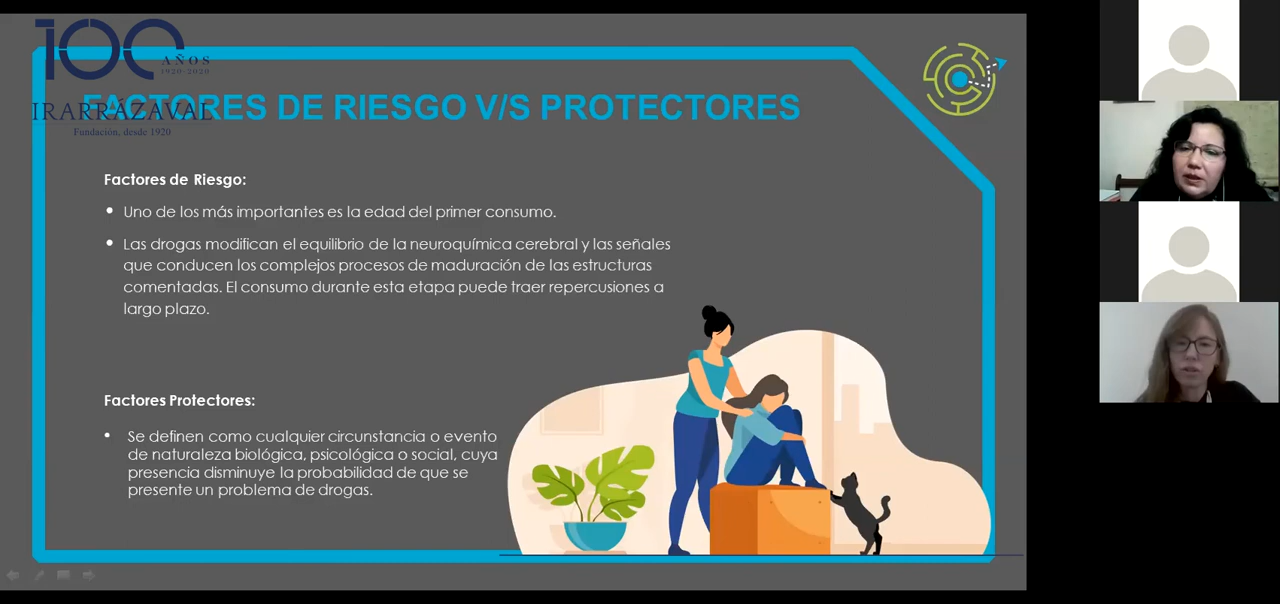 100
AÑOS
1920-2020
IRARRÁZAVAL
Fundación, desde 1920
FACTORES DE RIESGO V/S PROTECTORES
Factores de Riesgo:
• Uno de los más importantes es la edad del primer consumo.
• Las drogas modifican el equilibrio de la neuroquímica cerebral y las señales
que conducen los complejos procesos de maduración de las estructuras
comentadas. El consumo durante esta etapa puede traer repercusiones a
largo plazo.
Factores Protectores:
• Se definen como cualquier circunstancia o evento
de naturaleza biológica, psicológica o social, cuya
presencia disminuye la probabilidad de que se
presente un problema de drogas.